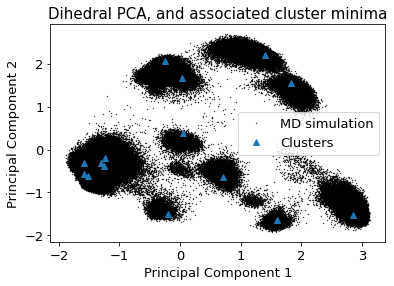 Dihedral PCA, and associated cluster minima
Principal Component 2
2
1
0
−1
−2
MD simulation
Clusters
−2
−1
0
1
2
3
Principal Component 1